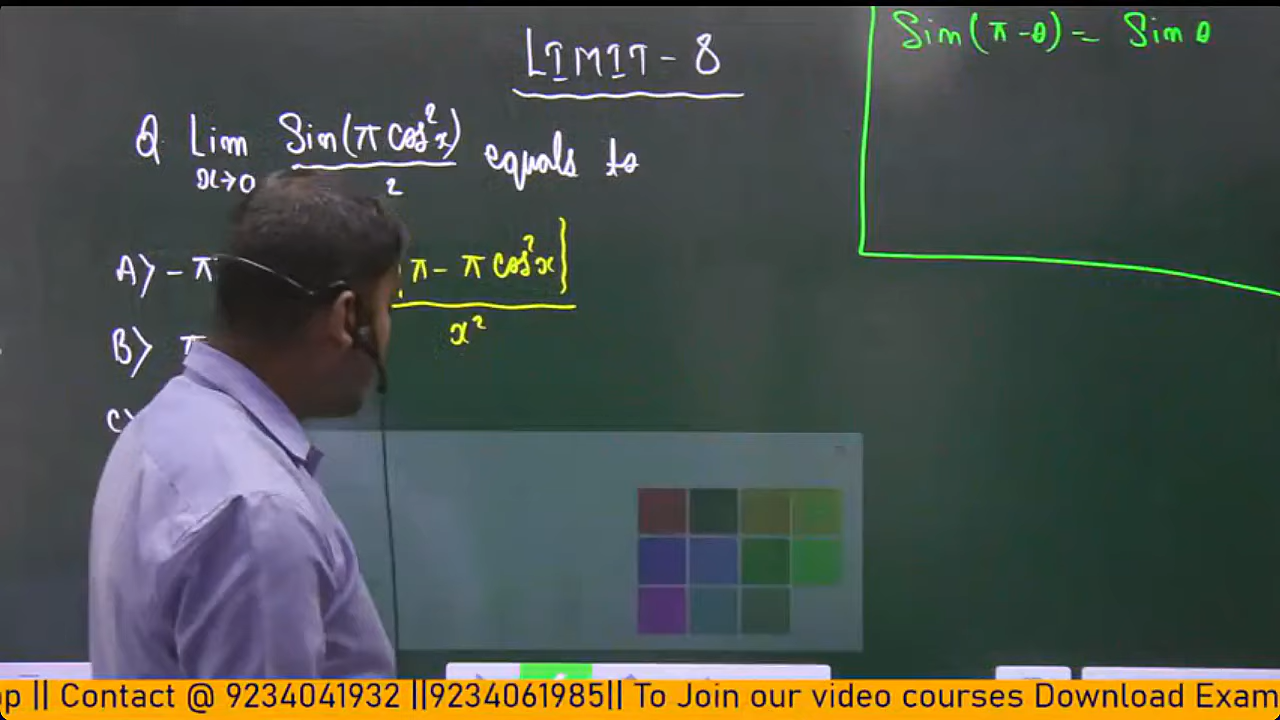 LIMIT - 8
Sin(π - θ) = Sin θ
Q Lim Sin(π cos²x) equals to
x→0 2
A) - π
π - π cos²x]
x²
B) π
C)
|| Contact @ 9234041932 ||9234061985|| To Join our video courses Download Exam